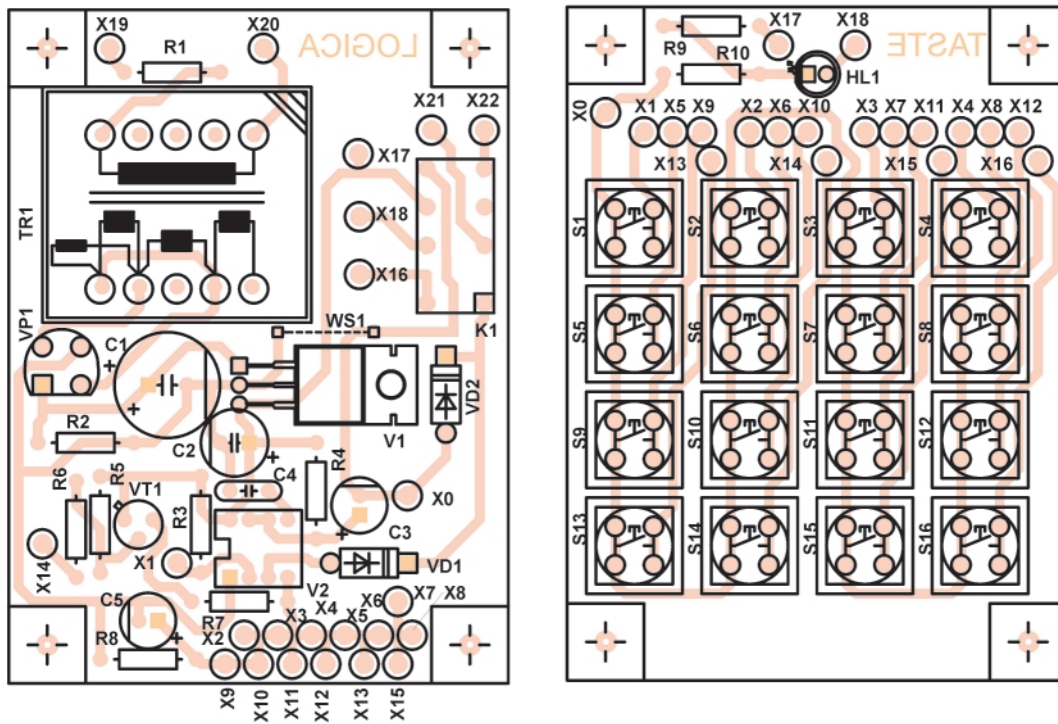 X19
X20
R1
LOGICA
X21
X22
X17
X18
X16
TR1
K1
WS1
VP1
C1
+
+
VD2
V1
R2
C2
+
R4
C4
R6
R5
VT1
R3
X0
C3
+
X14
X1
VD1
V2
C5
+
R7
R8
X2
X3
X4
X5
X6
X7
X8
X9
X10
X11
X12
X13
X15
R9
R10
X17
X18
TASTE
HL1
X0
X1
X5
X9
X2
X6
X10
X3
X7
X11
X4
X8
X12
X13
X14
X15
X16
S1
S2
S3
S4
S5
S6
S7
S8
S9
S10
S11
S12
S13
S14
S15
S16